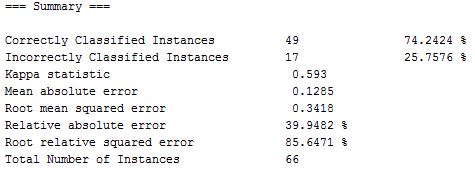 === Summary ===
Correctly Classified Instances 49 74.2424 %
Incorrectly Classified Instances 17 25.7576 %
Kappa statistic 0.593
Mean absolute error 0.1285
Root mean squared error 0.3418
Relative absolute error 39.9482 %
Root relative squared error 85.6471 %
Total Number of Instances 66